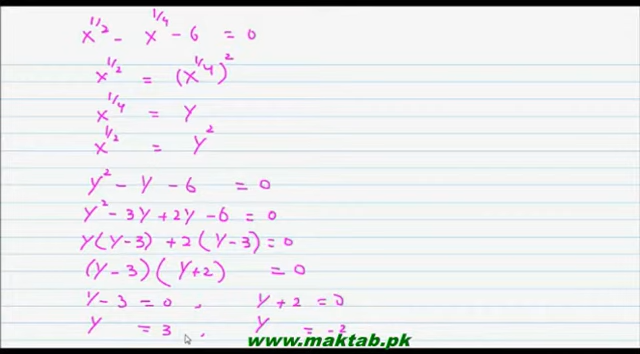 x^1/2 - x^1/4 - 6 = 0
x^1/2 = (x^1/4)^2
x^1/4 = y
x^1/2 = y^2
y^2 - y - 6 = 0
y^2 - 3y + 2y - 6 = 0
y(y-3) + 2(y-3) = 0
(y-3)(y+2) = 0
y - 3 = 0 , y + 2 = 0
y = 3 , y = -2
www.maktab.pk